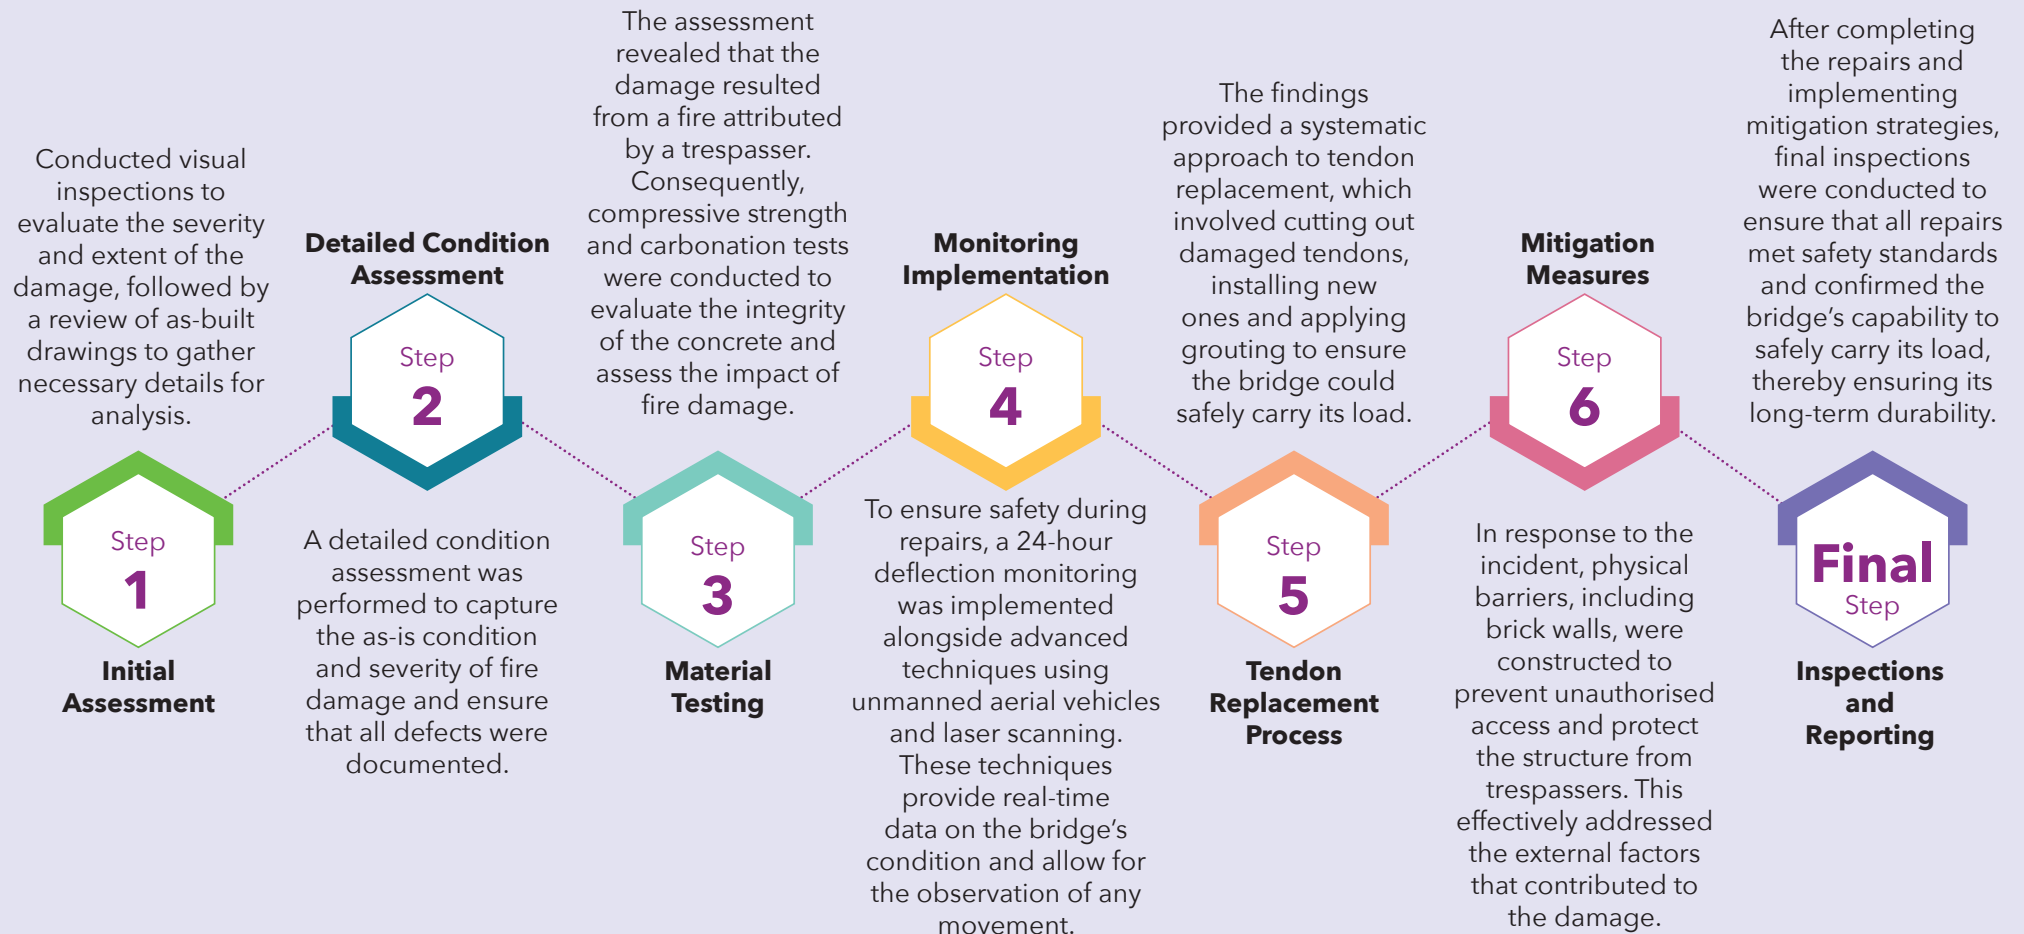 Conducted visual
inspections to
evaluate the severity
and extent of the
damage, followed by
a review of as-built
drawings to gather
necessary details for
analysis.
Step
1
Initial
Assessment
Detailed Condition
Assessment
Step
2
A detailed condition
assessment was
performed to capture
the as-is condition
and severity of fire
damage and ensure
that all defects were
documented.
The assessment
revealed that the
damage resulted
from a fire attributed
by a trespasser.
Consequently,
compressive strength
and carbonation tests
were conducted to
evaluate the integrity
of the concrete and
assess the impact of
fire damage.
Step
3
Material
Testing
Monitoring
Implementation
Step
4
To ensure safety during
repairs, a 24-hour
deflection monitoring
was implemented
alongside advanced
techniques using
unmanned aerial vehicles
and laser scanning.
These techniques
provide real-time
data on the bridge's
condition and allow for
the observation of any
movement.
The findings
provided a systematic
approach to tendon
replacement, which
involved cutting out
damaged tendons,
installing new
ones and applying
grouting to ensure
the bridge could
safely carry its load.
Step
5
Tendon
Replacement
Process
Mitigation
Measures
Step
6
In response to the
incident, physical
barriers, including
brick walls, were
constructed to
prevent unauthorised
access and protect
the structure from
trespassers. This
effectively addressed
the external factors
that contributed to
the damage.
After completing
the repairs and
implementing
mitigation strategies,
final inspections
were conducted to
ensure that all repairs
met safety standards
and confirmed the
bridge's capability to
safely carry its load,
thereby ensuring its
long-term durability.
Final
Step
Inspections
and
Reporting